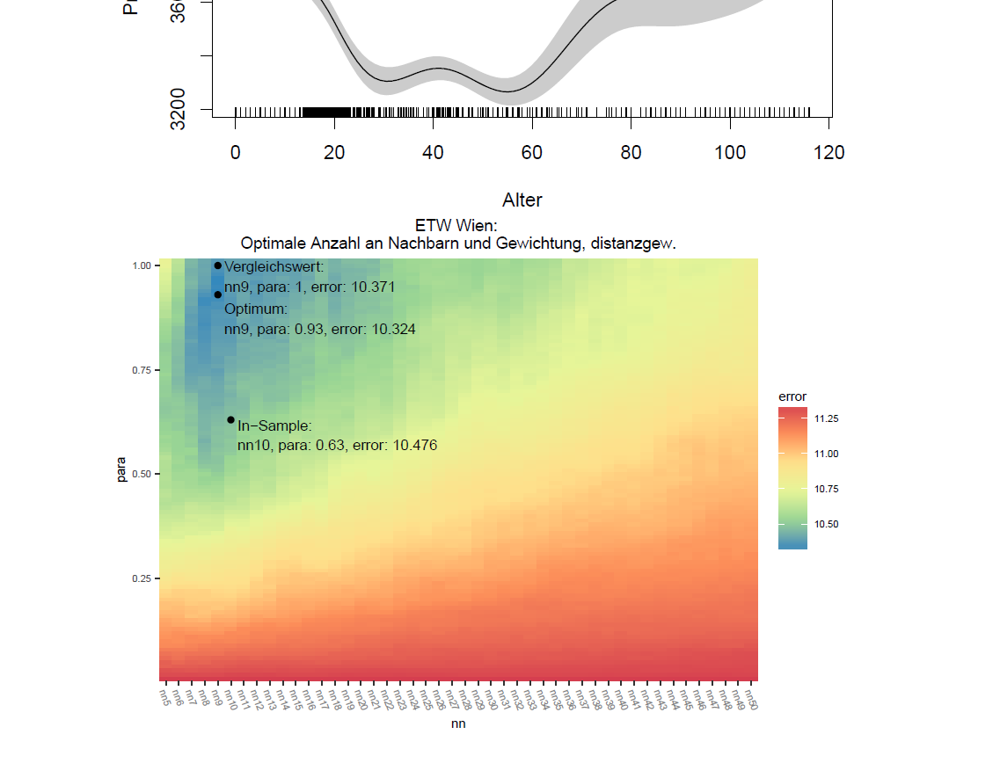 3200
0 20 40 60 80 100 120
Alter
ETW Wien:
Optimale Anzahl an Nachbarn und Gewichtung, distanzgew.
1.00
0.75
0.50
0.25
para
Vergleichswert:
nn9, para: 1, error: 10.371
Optimum:
nn9, para: 0.93, error: 10.324
In−Sample:
nn10, para: 0.63, error: 10.476
error
11.25
11.00
10.75
10.50
nn5 nn6 nn7 nn8 nn9 nn10 nn11 nn12 nn13 nn14 nn15 nn16 nn17 nn18 nn19 nn20 nn21 nn22 nn23 nn24 nn25 nn26 nn27 nn28 nn29 nn30 nn31 nn32 nn33 nn34 nn35 nn36 nn37 nn38 nn39 nn40 nn41 nn42 nn43 nn44 nn45 nn46 nn47 nn48 nn49 nn50
nn